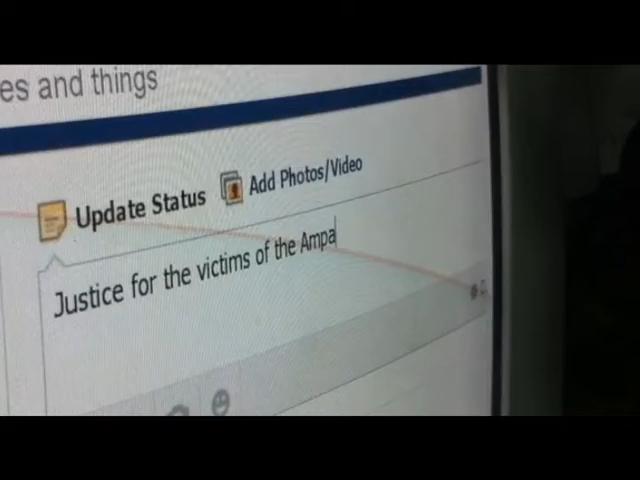 es and things
Update Status Add Photos/Video
Justice for the victims of the Ampa